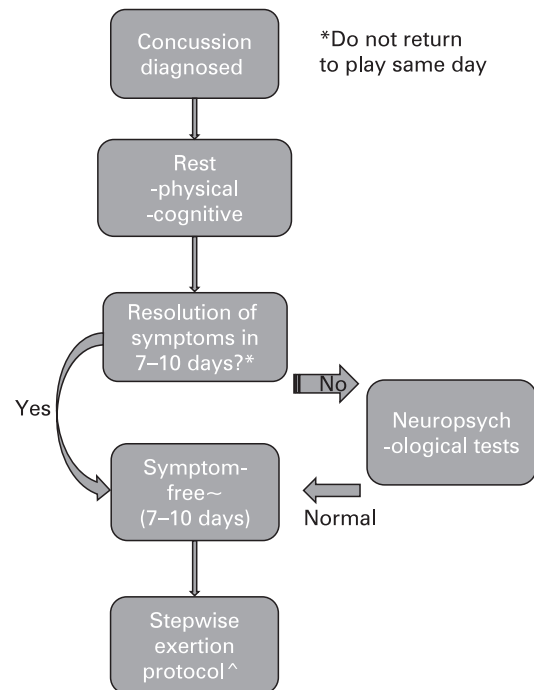 Concussion
diagnosed
*Do not return
to play same day
Rest
-physical
-cognitive
Resolution of
symptoms in
7–10 days?*
No
Yes
Neuropsych
-ological tests
Symptom-
free~
(7–10 days)
Normal
Stepwise
exertion
protocol^